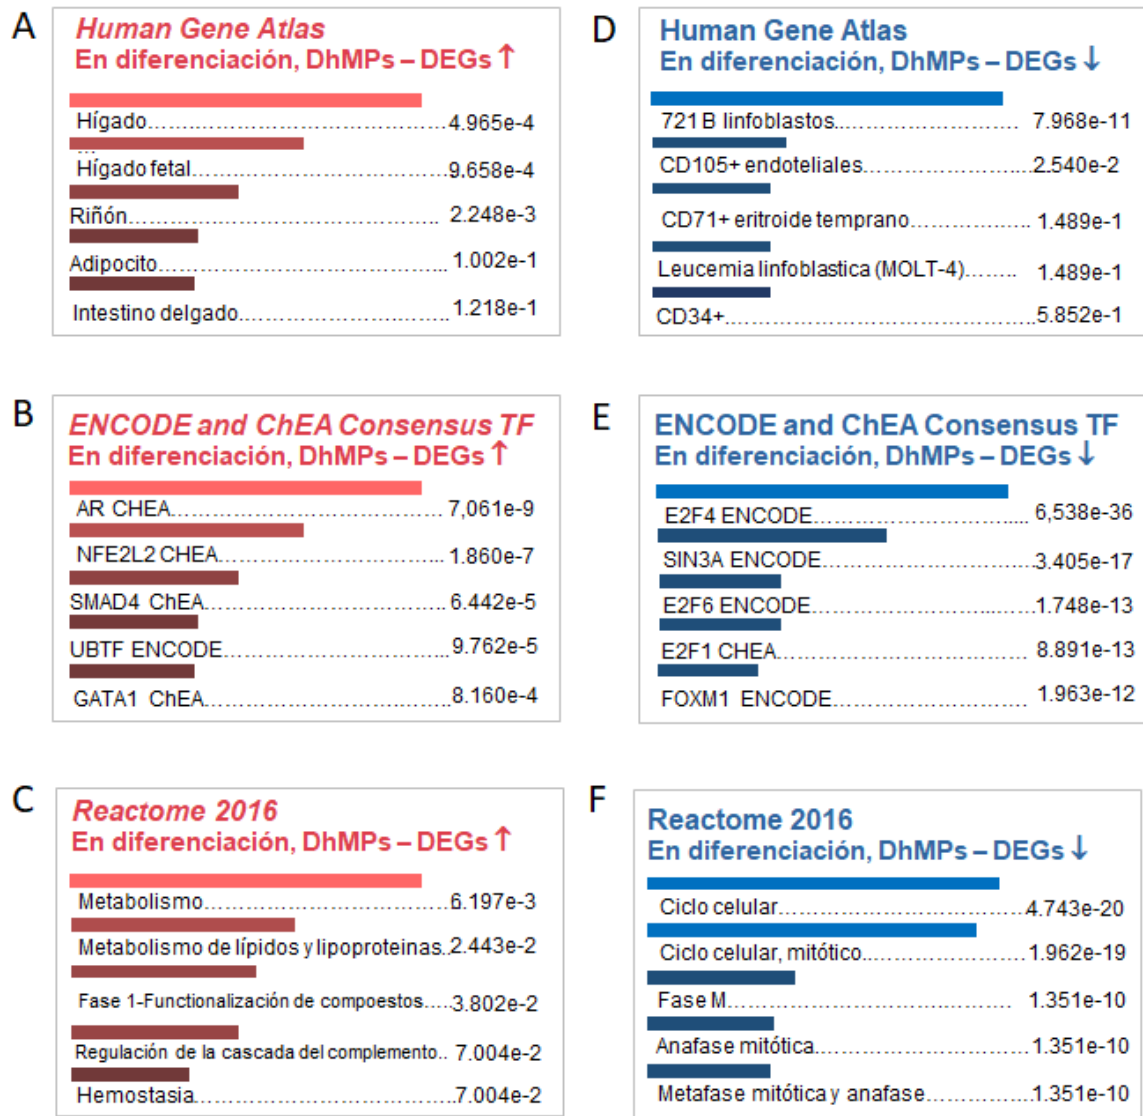 A
Human Gene Atlas
En diferenciación, DhMPs – DEGs ↑
Hígado........................................4.965e-4
...
Hígado fetal..................................9.658e-4
Riñón.......................................... 2.248e-3
Adipocito...................................... 1.002e-1
Intestino delgado.............................1.218e-1
B
ENCODE and ChEA Consensus TF
En diferenciación, DhMPs – DEGs ↑
AR CHEA........................................ 7,061e-9
NFE2L2 CHEA.................................. 1.860e-7
SMAD4 ChEA................................... 6.442e-5
UBTF ENCODE................................. 9.762e-5
GATA1 ChEA................................... 8.160e-4
C
Reactome 2016
En diferenciación, DhMPs – DEGs ↑
Metabolismo...................................6.197e-3
Metabolismo de lípidos y lipoproteinas..2.443e-2
Fase 1-Functionalización de compoestos.....3.802e-2
Regulación de la cascada del complemento.. 7.004e-2
Hemostasia....................................7.004e-2
D
Human Gene Atlas
En diferenciación, DhMPs – DEGs ↓
721 B linfoblastos............................ 7.968e-11
CD105+ endoteliales..........................2.540e-2
CD71+ eritroide temprano.................... 1.489e-1
Leucemia linfoblastica (MOLT-4)........ 1.489e-1
CD34+..........................................5.852e-1
E
ENCODE and ChEA Consensus TF
En diferenciación, DhMPs – DEGs ↓
E2F4 ENCODE................................. 6,538e-36
SIN3A ENCODE................................3.405e-17
E2F6 ENCODE.................................1.748e-13
E2F1 CHEA.................................... 8.891e-13
FOXM1 ENCODE............................... 1.963e-12
F
Reactome 2016
En diferenciación, DhMPs – DEGs ↓
Ciclo celular...................................4.743e-20
Ciclo celular, mitótico......................... 1.962e-19
Fase M......................................... 1.351e-10
Anafase mitótica..............................1.351e-10
Metafase mitótica y anafase.................1.351e-10